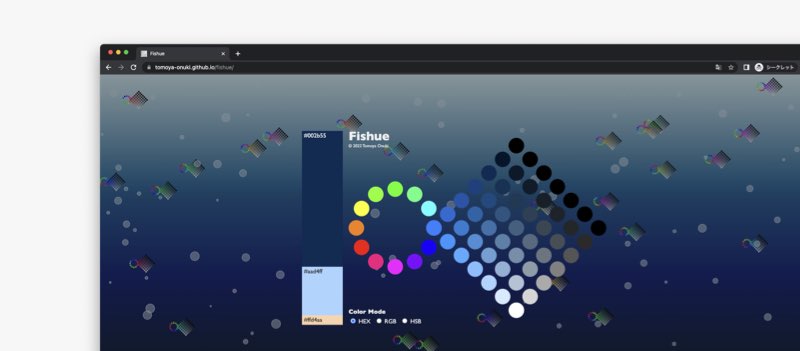 Fishue
tomoya-onuki.github.io/fishue/
シークレット
#002b55
Fishue
© 2022 Tomoya Onuki
#aad4ff
#ffd4aa
Color Mode
HEX
RGB
HSB